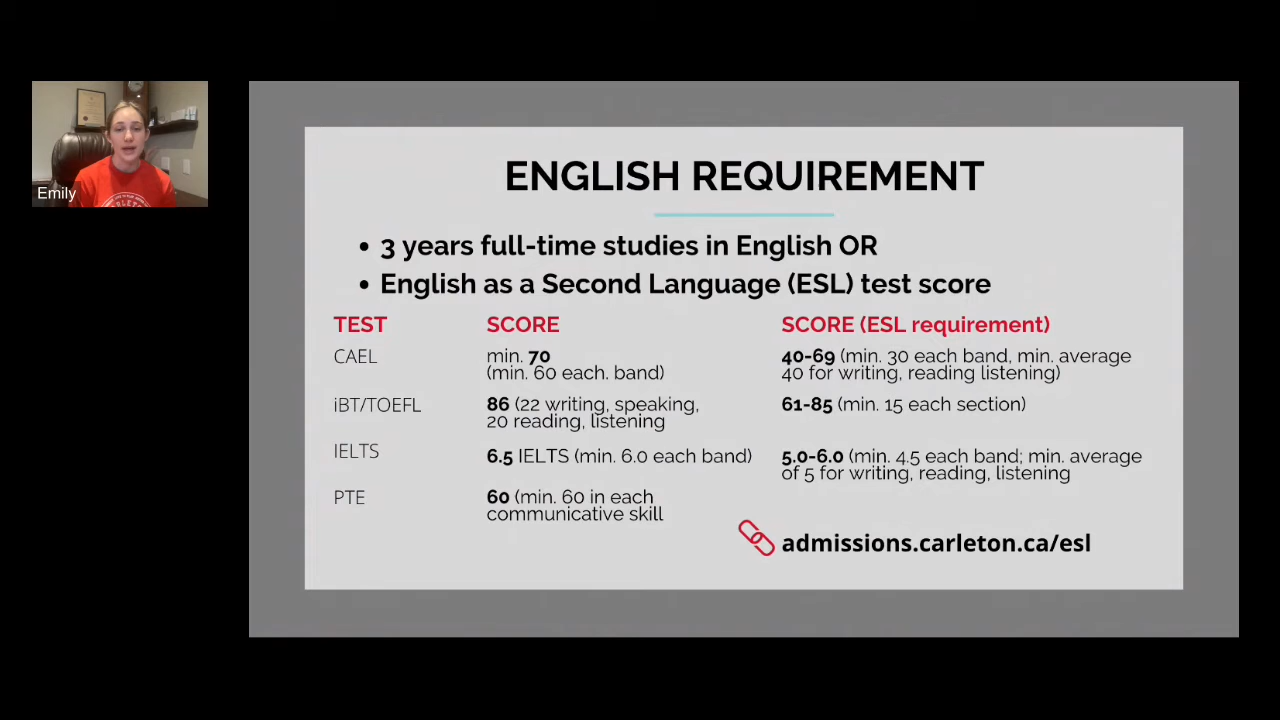 Emily
ENGLISH REQUIREMENT
• 3 years full-time studies in English OR
• English as a Second Language (ESL) test score
TEST SCORE SCORE (ESL requirement)
CAEL min. 70 40-69 (min. 30 each band, min. average
(min. 60 each. band) 40 for writing, reading listening)
iBT/TOEFL 86 (22 writing, speaking, 61-85 (min. 15 each section)
20 reading, listening
IELTS 6.5 IELTS (min. 6.0 each band) 5.0-6.0 (min. 4.5 each band; min. average
of 5 for writing, reading, listening
PTE 60 (min. 60 in each
communicative skill
admissions.carleton.ca/esl